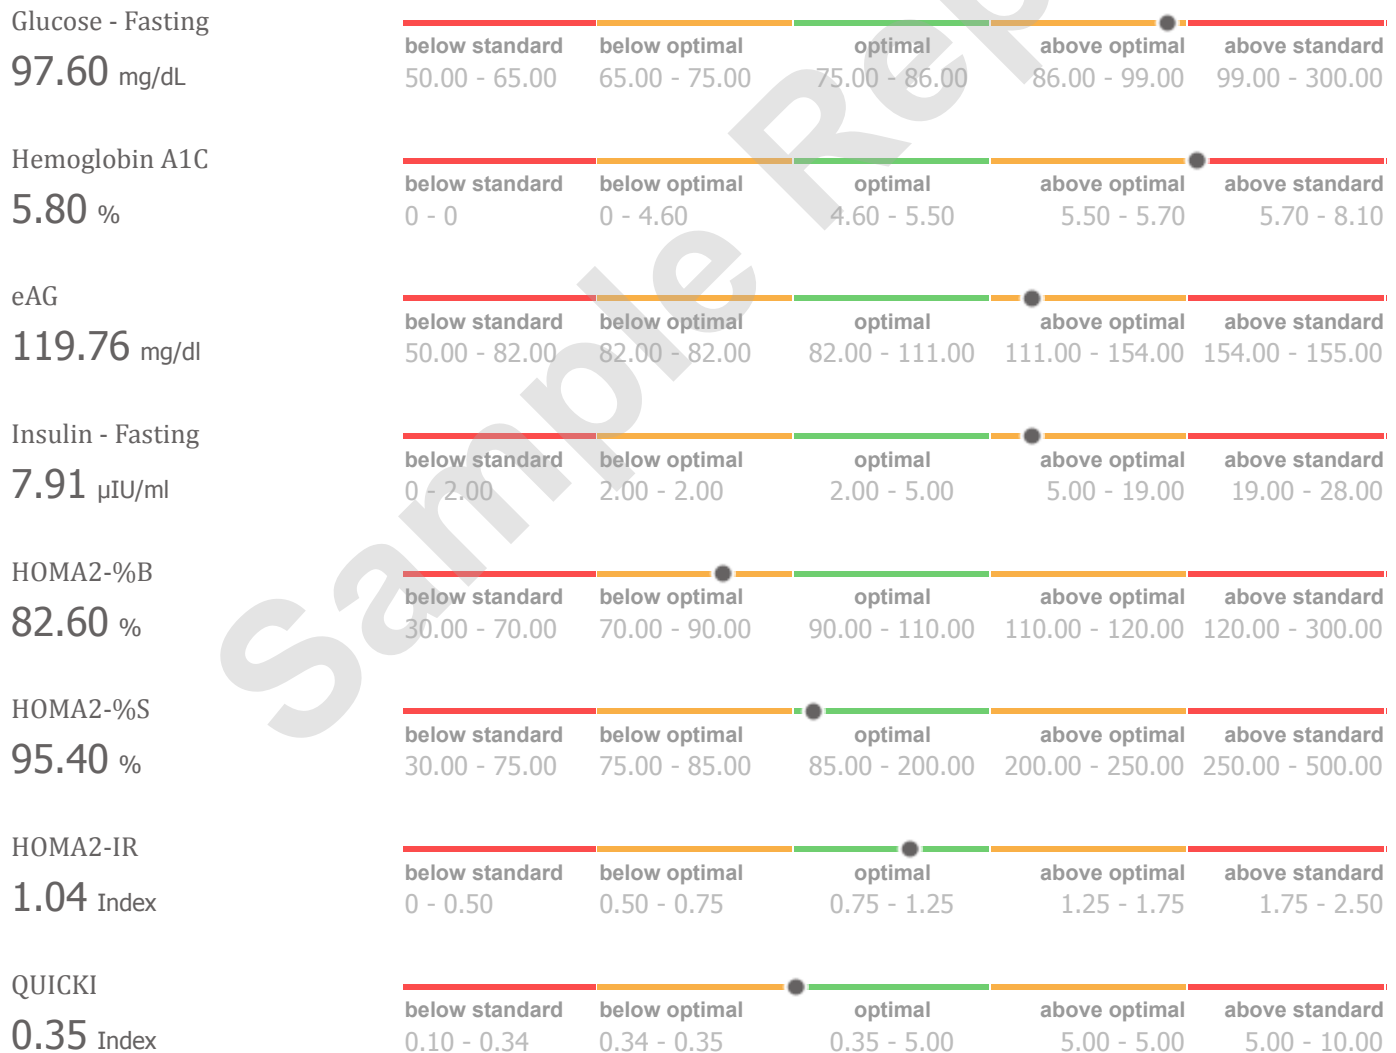 Glucose - Fasting
97.60 mg/dL
below standard below optimal optimal above optimal above standard
50.00 - 65.00 65.00 - 75.00 75.00 - 86.00 86.00 - 99.00 99.00 - 300.00
Hemoglobin A1C
5.80 %
below standard below optimal optimal above optimal above standard
0 - 0 0 - 4.60 4.60 - 5.50 5.50 - 5.70 5.70 - 8.10
eAG
119.76 mg/dl
below standard below optimal optimal above optimal above standard
50.00 - 82.00 82.00 - 82.00 82.00 - 111.00 111.00 - 154.00 154.00 - 155.00
Insulin - Fasting
7.91 µIU/ml
below standard below optimal optimal above optimal above standard
0 - 2.00 2.00 - 2.00 2.00 - 5.00 5.00 - 19.00 19.00 - 28.00
HOMA2-%B
82.60 %
below standard below optimal optimal above optimal above standard
30.00 - 70.00 70.00 - 90.00 90.00 - 110.00 110.00 - 120.00 120.00 - 300.00
HOMA2-%S
95.40 %
below standard below optimal optimal above optimal above standard
30.00 - 75.00 75.00 - 85.00 85.00 - 200.00 200.00 - 250.00 250.00 - 500.00
HOMA2-IR
1.04 Index
below standard below optimal optimal above optimal above standard
0 - 0.50 0.50 - 0.75 0.75 - 1.25 1.25 - 1.75 1.75 - 2.50
QUICKI
0.35 Index
below standard below optimal optimal above optimal above standard
0.10 - 0.34 0.34 - 0.35 0.35 - 5.00 5.00 - 5.00 5.00 - 10.00
Sample Rep